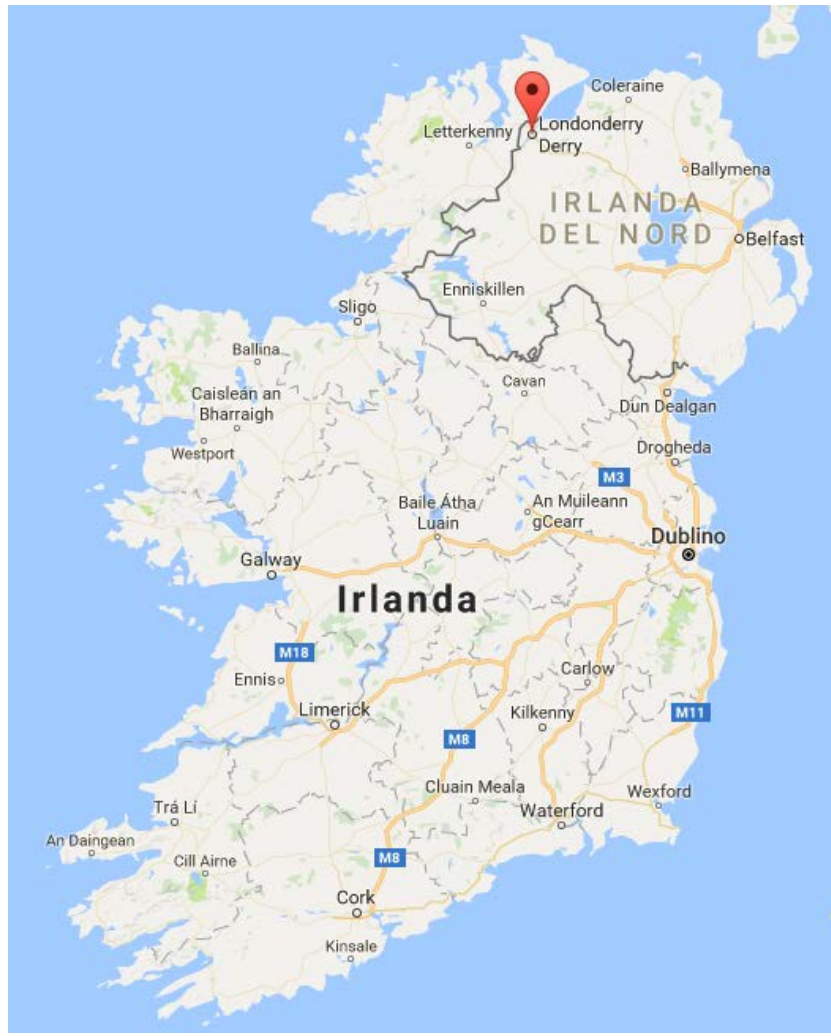 Coleraine
Letterkenny
Londonderry
Derry
Ballymena
IRLANDA
DEL NORD
Belfast
Enniskillen
Sligo
Ballina
Cavan
Caisleán an
Bharraigh
Dún Dealgan
Westport
Drogheda
M3
Baile Átha
Luain
An Muileann
gCearr
Dublino
Galway
Irlanda
M18
Ennis
Carlow
Limerick
Kilkenny
M11
M8
Cluain Meala
Wexford
Trá Lí
Waterford
An Daingean
Cill Airne
M8
Cork
Kinsale